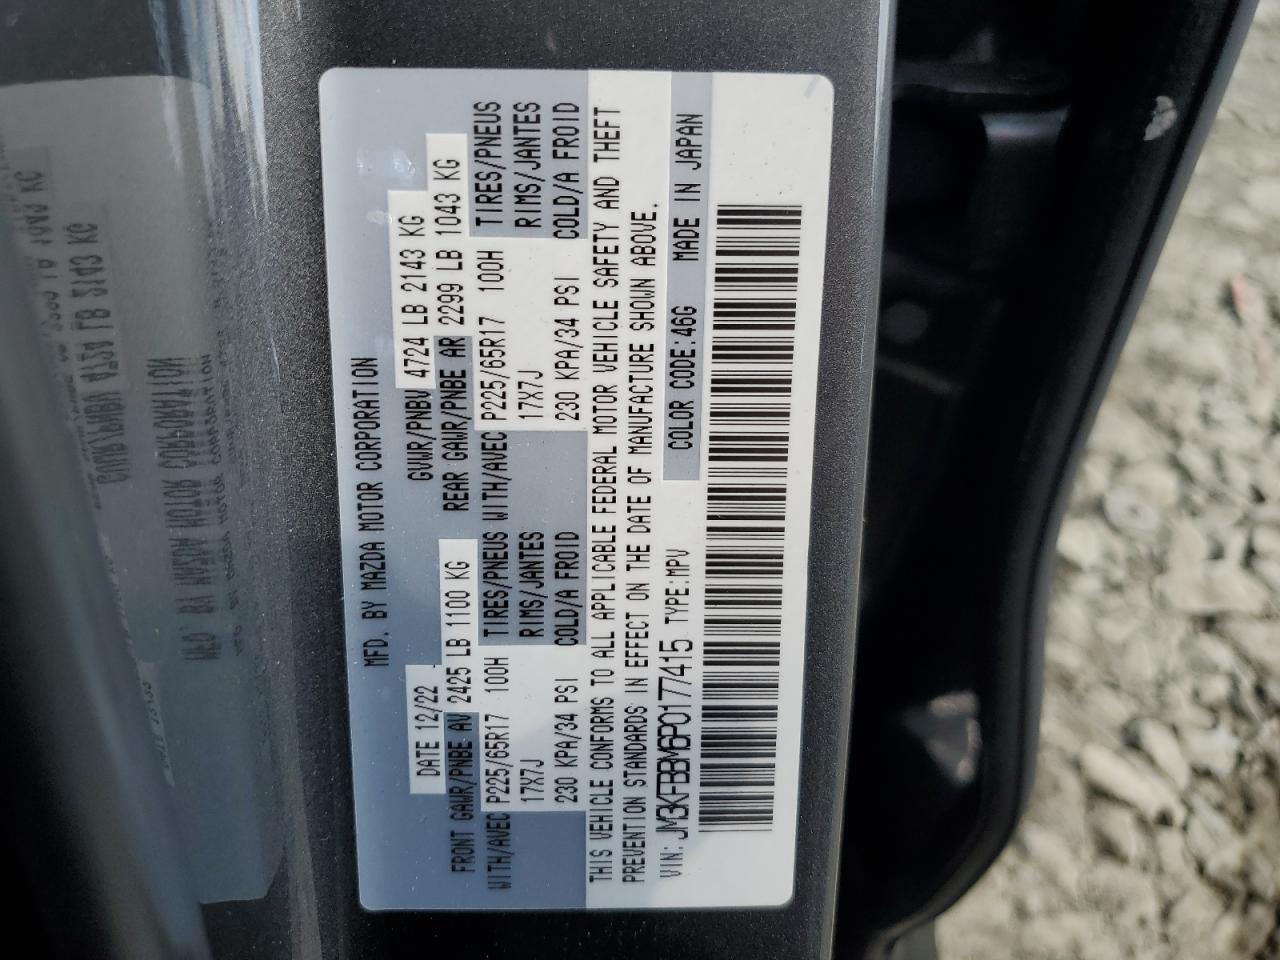 MFD. BY MAZDA MOTOR CORPORATION
DATE 12/22 GVWR/PNBV 4724 LB 2143 KG
FRONT GAWR/PNBE AV 2425 LB 1100 KG REAR GAWR/PNBE AR 2299 LB 1043 KG
WITH/AVEC P225/65R17 100H TIRES/PNEUS WITH/AVEC P225/65R17 100H TIRES/PNEUS
17X7J RIMS/JANTES 17X7J RIMS/JANTES
230 KPA/34 PSI COLD/A FROID 230 KPA/34 PSI COLD/A FROID
THIS VEHICLE CONFORMS TO ALL APPLICABLE FEDERAL MOTOR VEHICLE SAFETY AND THEFT
PREVENTION STANDARDS IN EFFECT ON THE DATE OF MANUFACTURE SHOWN ABOVE.
VIN: JM3KFBBM6P0177415 TYPE:MPV COLOR CODE:46G MADE IN JAPAN